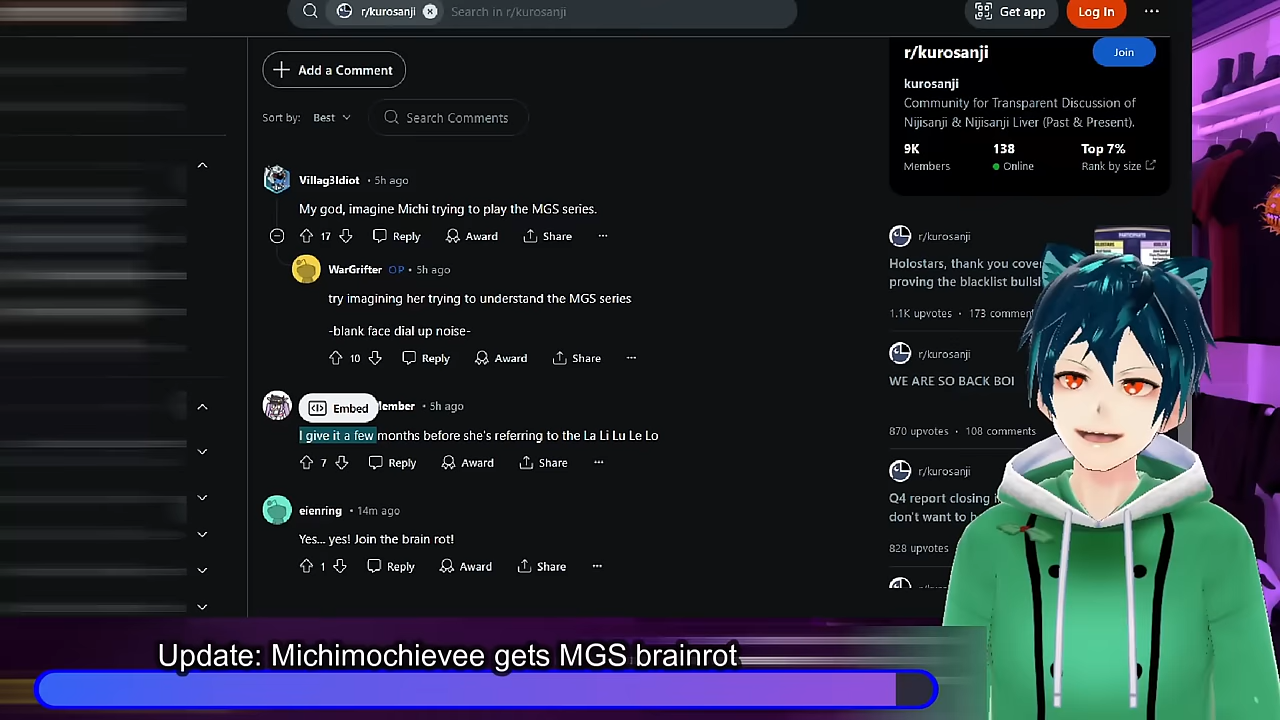 r/kurosanji
Search in r/kurosanji
Get app
Log In
Add a Comment
Sort by: Best
Search Comments
Villag3Idiot • 5h ago
My god, imagine Michi trying to play the MGS series.
17 Reply Award Share
WarGrifter OP • 5h ago
try imagining her trying to understand the MGS series
-blank face dial up noise-
10 Reply Award Share
Embed
• 5h ago
I give it a few months before she's referring to the La Li Lu Le Lo
7 Reply Award Share
eienring • 14m ago
Yes... yes! Join the brain rot!
1 Reply Award Share
r/kurosanji
Join
kurosanji
Community for Transparent Discussion of
Nijisanji & Nijisanji Liver (Past & Present).
9K 138 Top 7%
Members Online Rank by size
r/kurosanji
Holostars, thank you
proving the blacklist
1.1K upvotes • 173
r/kurosanji
WE ARE SO BACK BOI
870 upvotes • 108 comments
r/kurosanji
Q4 report closing
don't want to
828 upvotes
Update: Michimochievee gets MGS brainrot